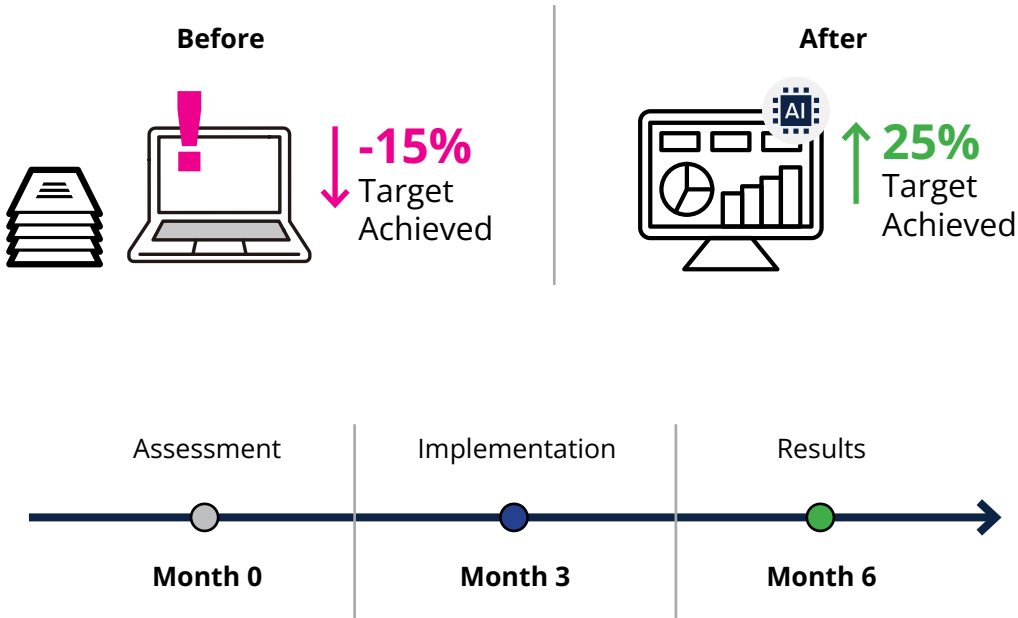 Before
After
!
AI
-15%
Target
Achieved
25%
Target
Achieved
Assessment
Implementation
Results
Month 0
Month 3
Month 6